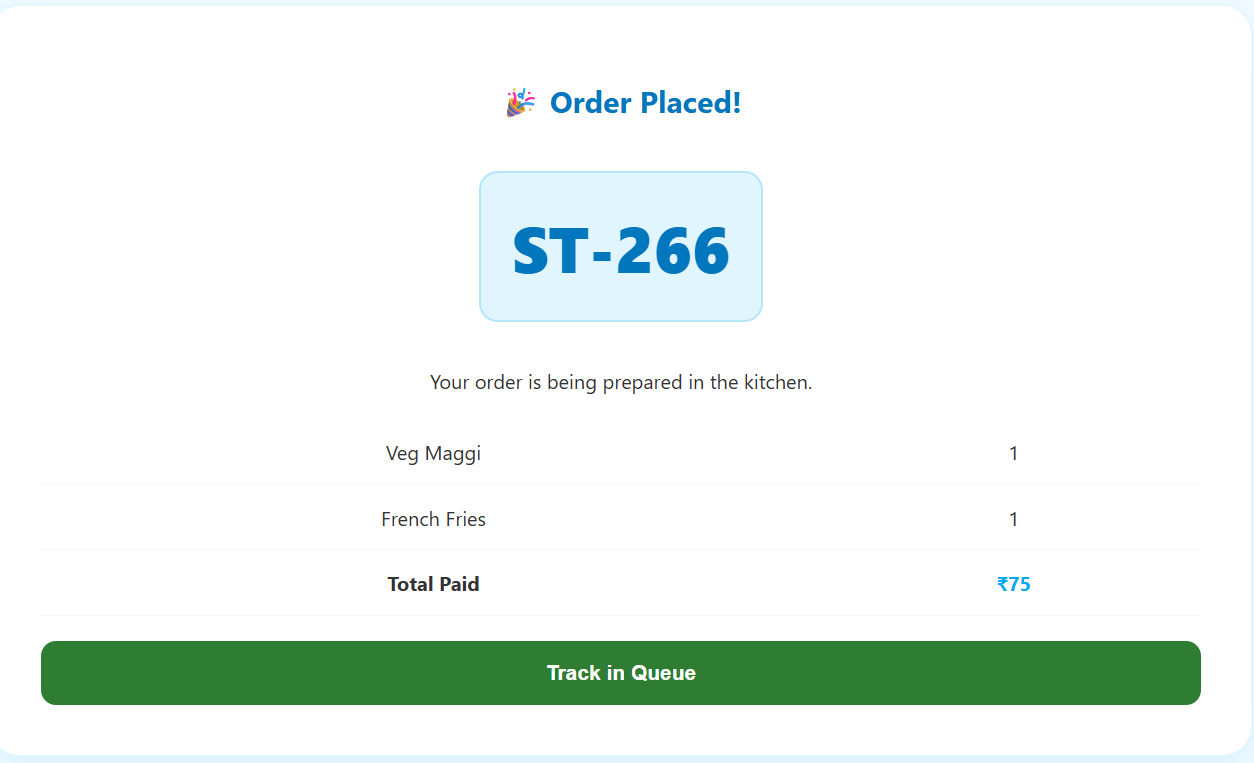 🎉 Order Placed!
ST-266
Your order is being prepared in the kitchen.
Veg Maggi 1
French Fries 1
Total Paid ₹75
Track in Queue